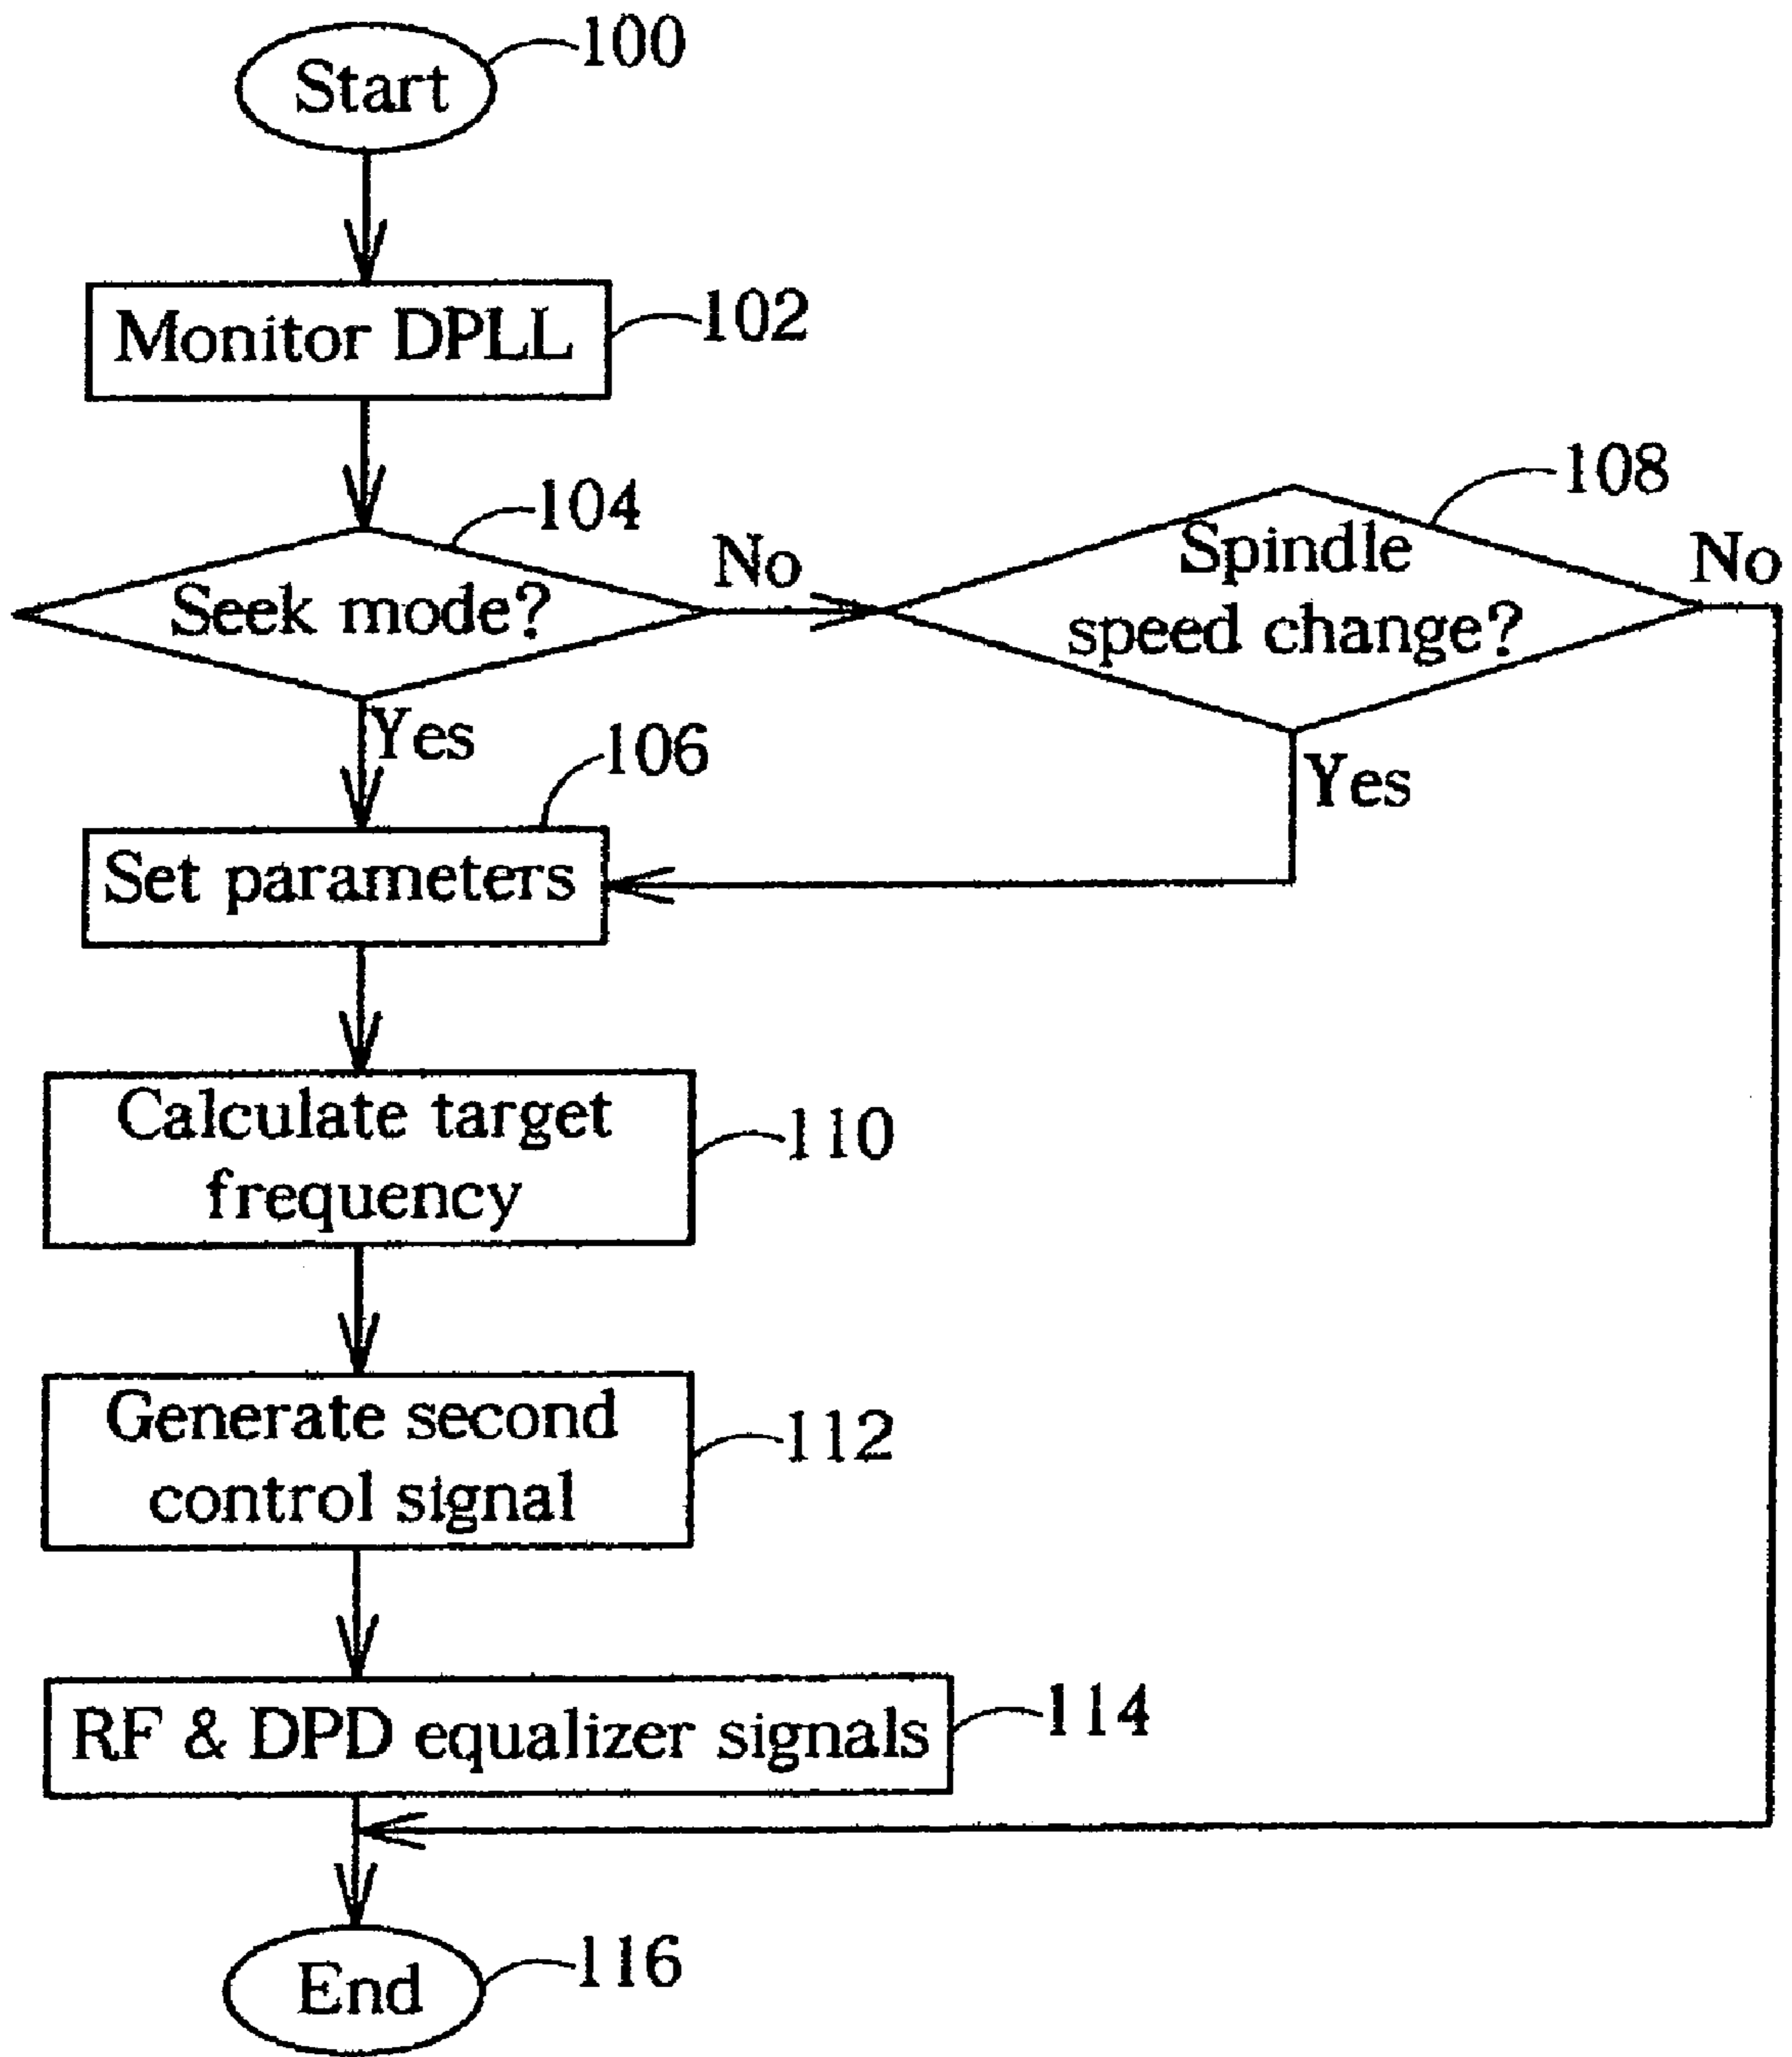 Start
100
Monitor DPLL
102
104
Seek mode?
No
108
Spindle
speed change?
No
Yes
106
Yes
Set parameters
Calculate target
frequency
110
Generate second
control signal
112
RF & DPD equalizer signals
114
End
116